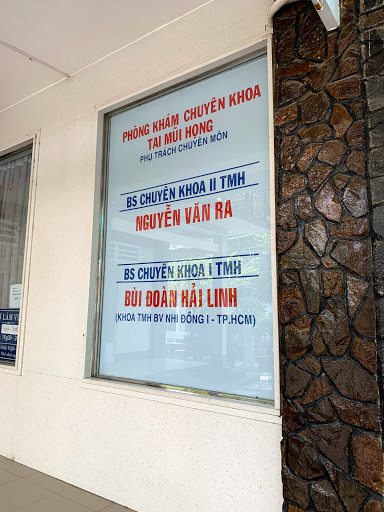 PHÒNG KHÁM CHUYÊN KHOA
TAI MŨI HỌNG
PHỤ TRÁCH CHUYÊN MÔN
BS CHUYÊN KHOA II TMH
NGUYỄN VĂN RA
BS CHUYÊN KHOA I TMH
BÙI ĐOÀN HẢI LINH
(KHOA TMH BV NHI ĐỒNG I - TP.HCM)